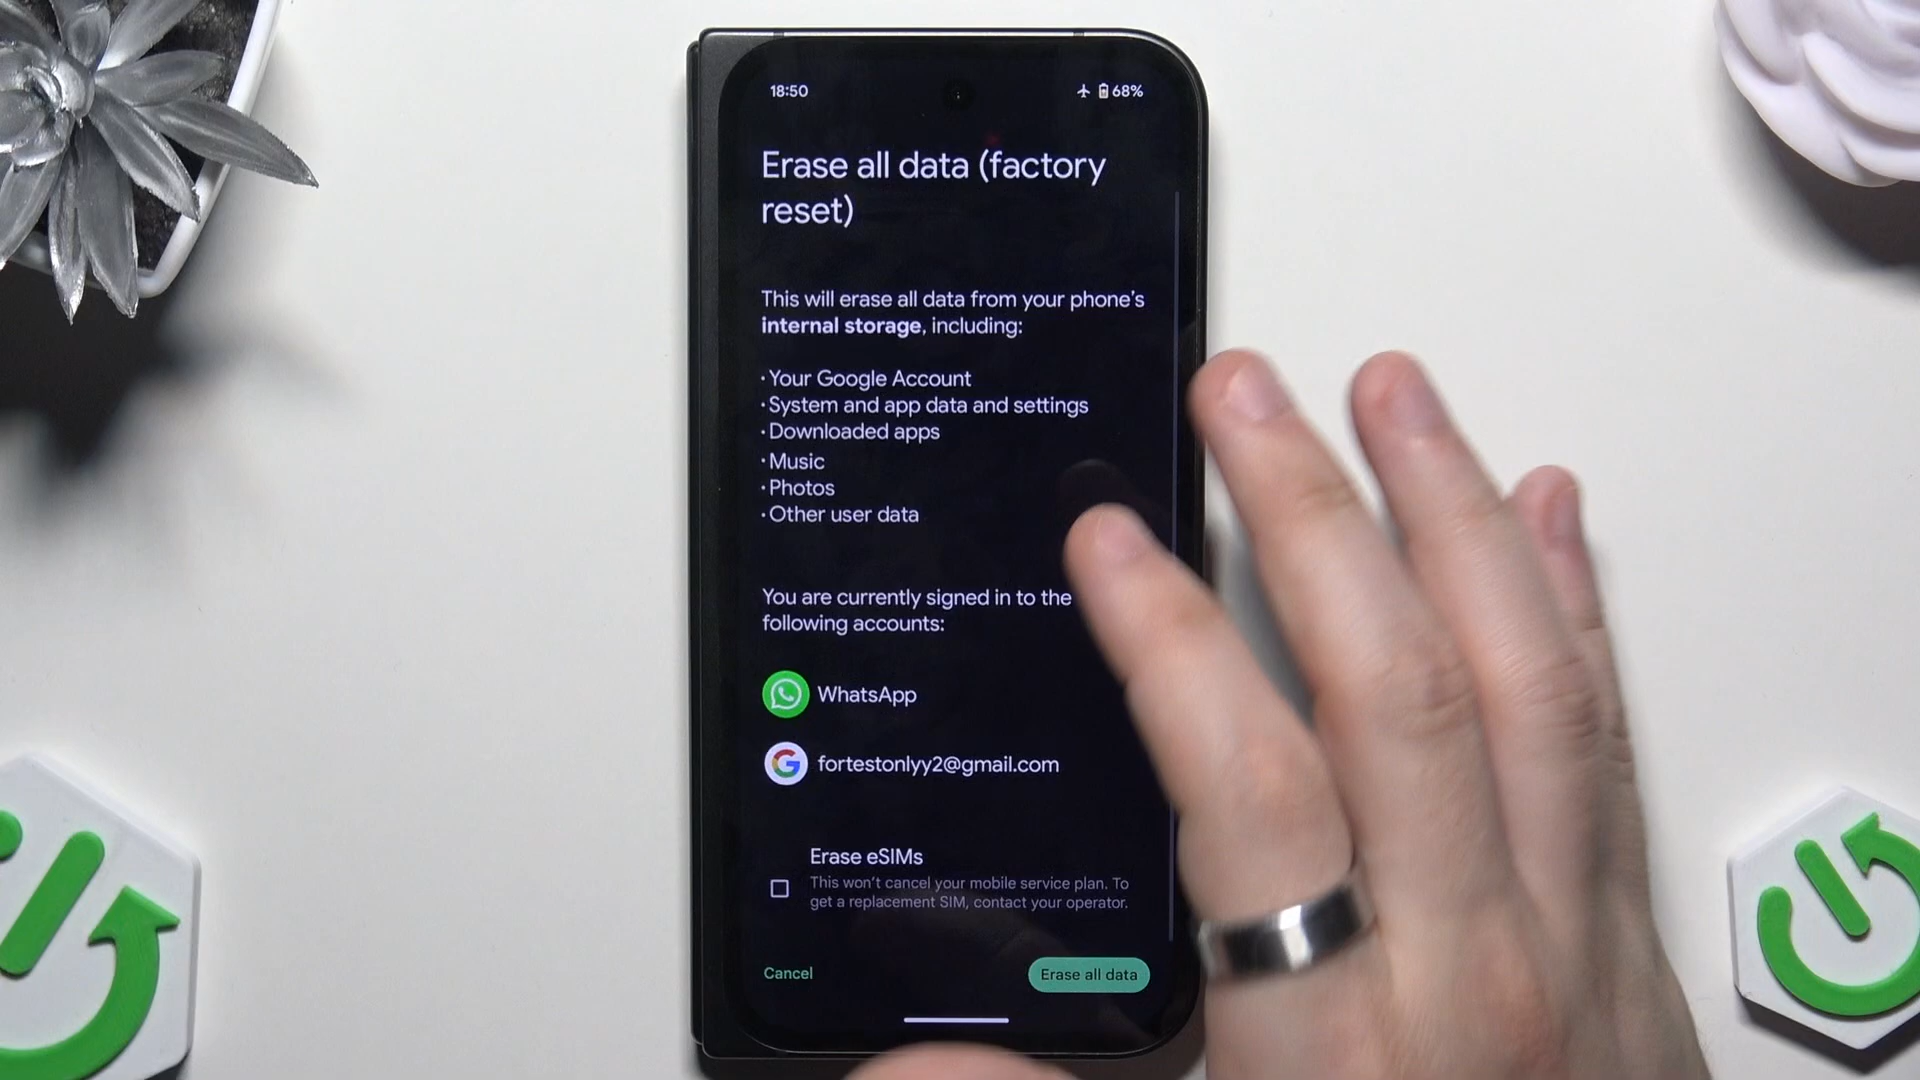 18:50
68%
Erase all data (factory
reset)
This will erase all data from your phone's
internal storage, including:
· Your Google Account
· System and app data and settings
· Downloaded apps
· Music
· Photos
· Other user data
You are currently signed in to the
following accounts:
WhatsApp
fortestonlyy2@gmail.com
Erase eSIMs
This won't cancel your mobile service plan. To
get a replacement SIM, contact your operator.
Cancel
Erase all data